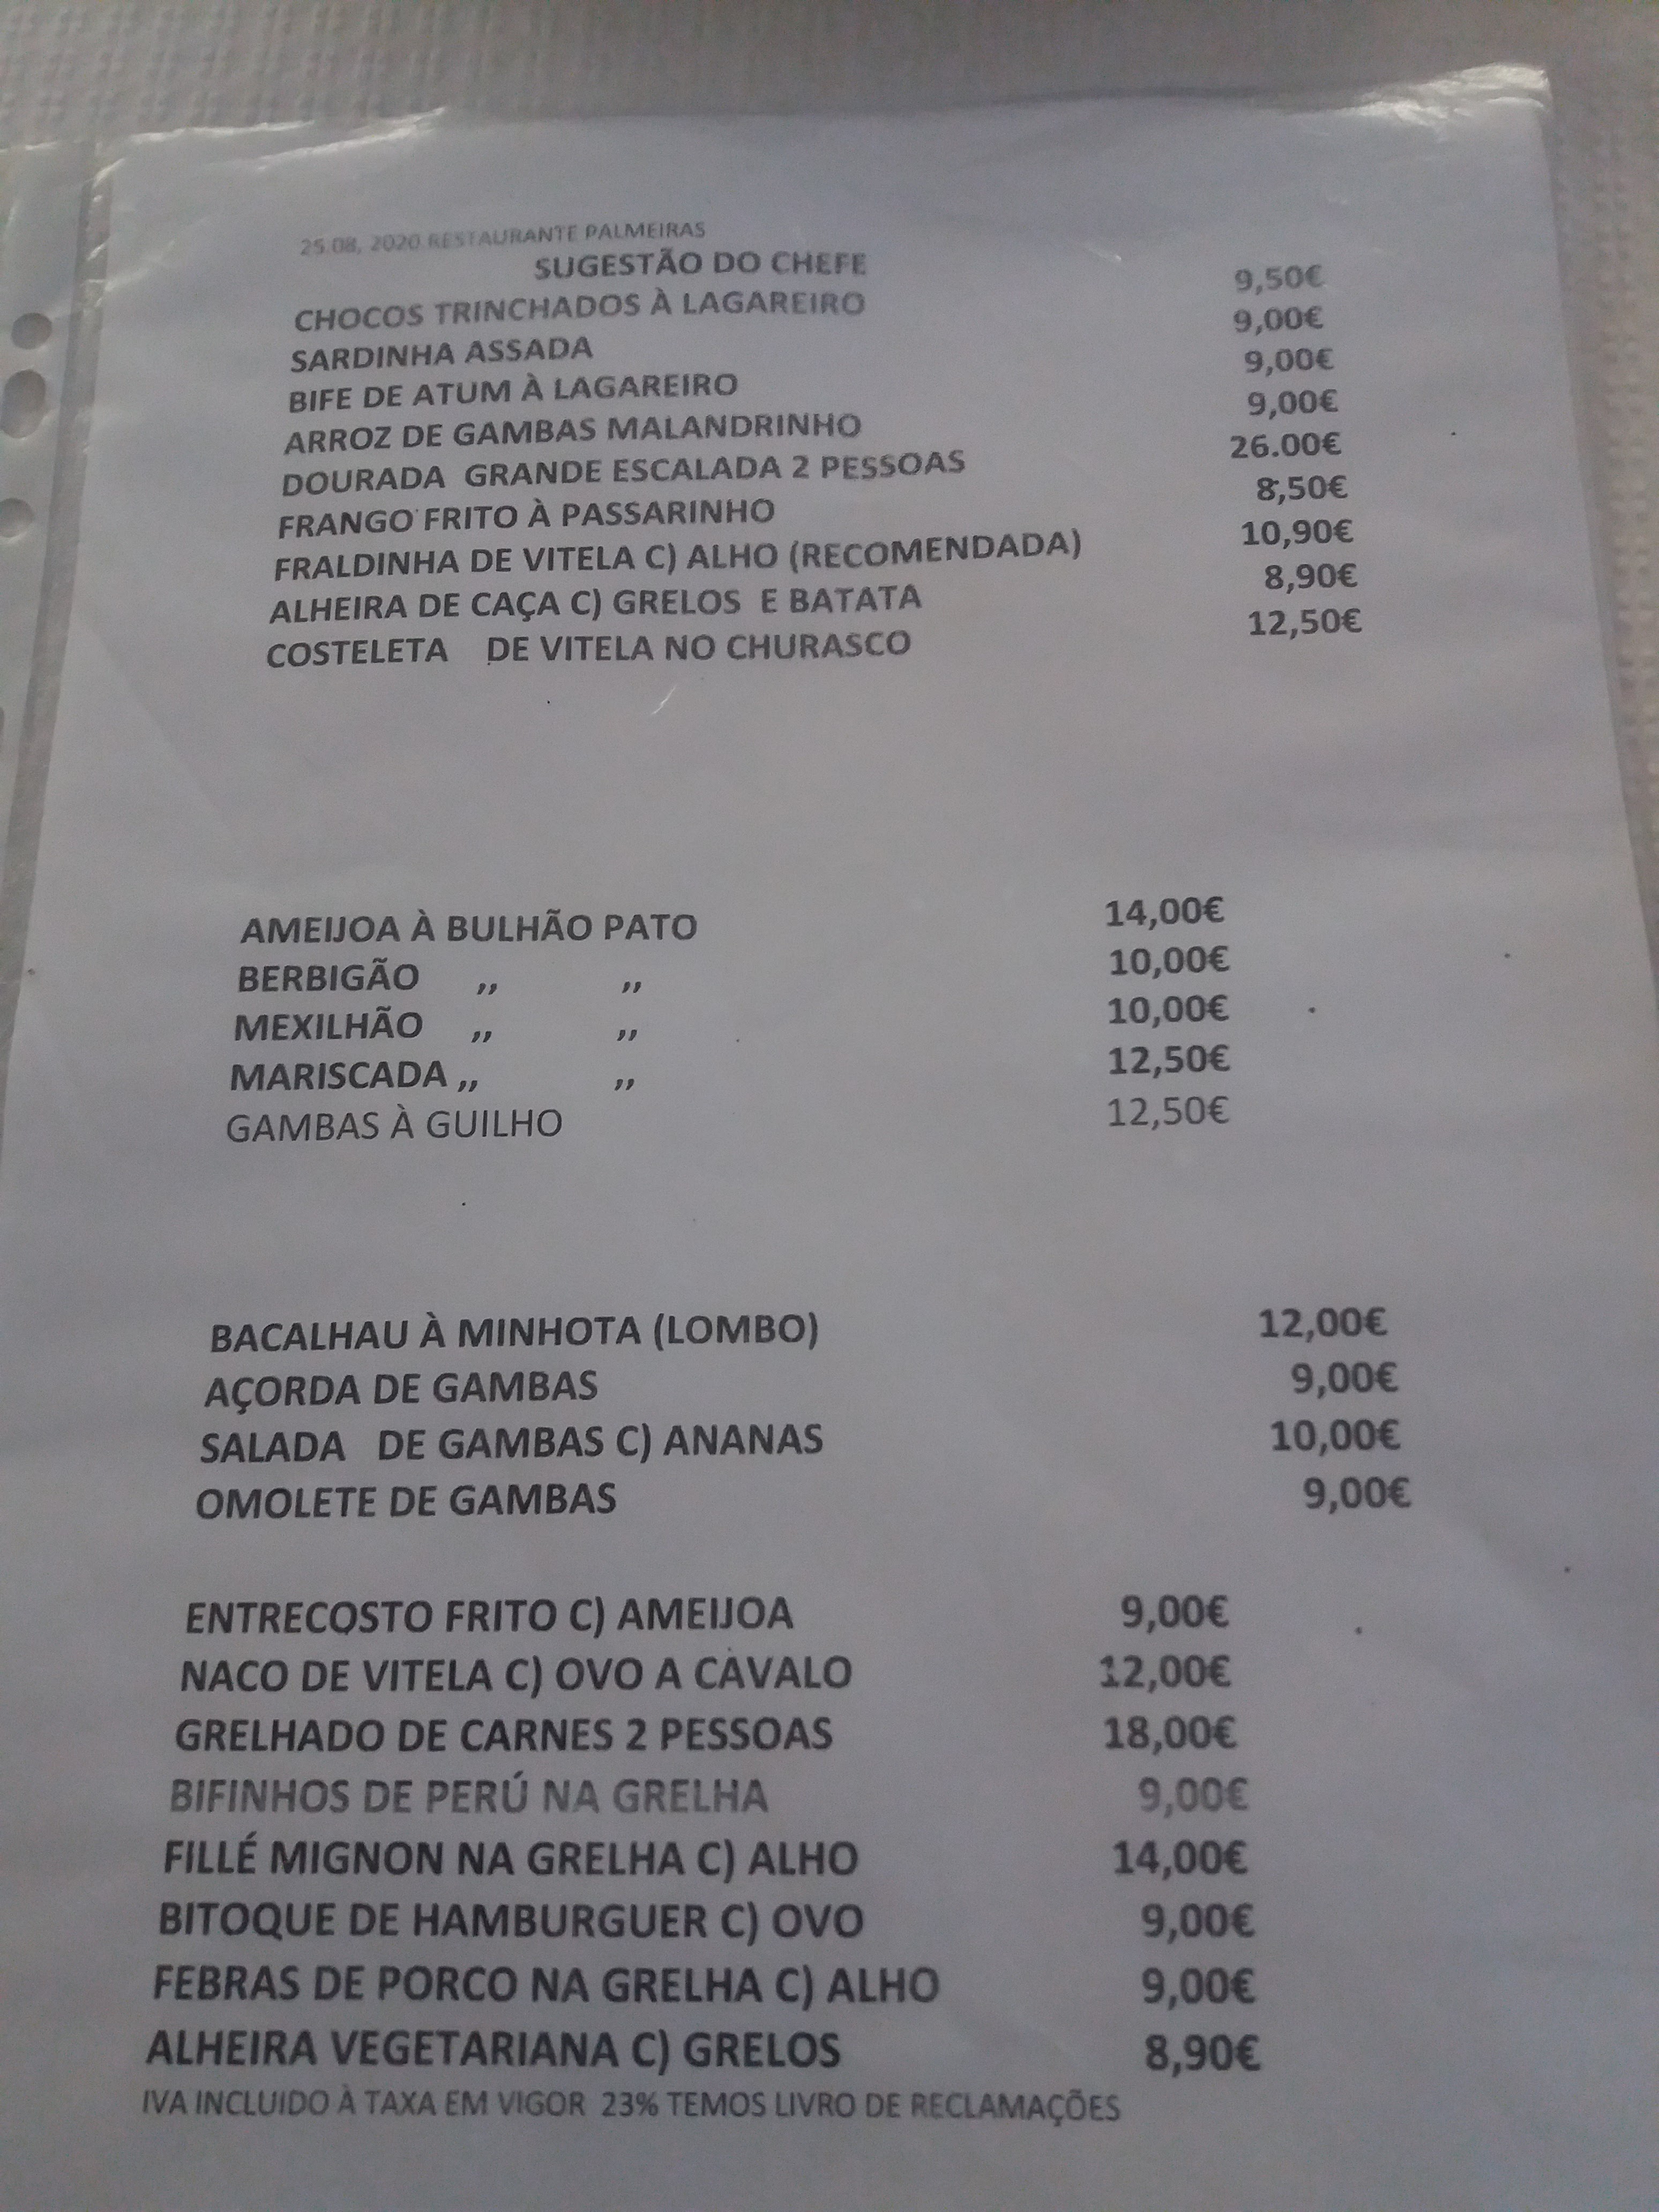 25.08, 2020 RESTAURANTE PALMEIRAS
SUGESTÃO DO CHEFE
CHOCOS TRINCHADOS À LAGAREIRO 9,50€
SARDINHA ASSADA 9,00€
BIFE DE ATUM À LAGAREIRO 9,00€
ARROZ DE GAMBAS MALANDRINHO 9,00€
DOURADA GRANDE ESCALADA 2 PESSOAS 26.00€
FRANGO FRITO À PASSARINHO 8,50€
FRALDINHA DE VITELA C) ALHO (RECOMENDADA) 10,90€
ALHEIRA DE CAÇA C) GRELOS E BATATA 8,90€
COSTELETA DE VITELA NO CHURASCO 12,50€
AMEIJOA À BULHÃO PATO 14,00€
BERBIGÃO ,, ,, 10,00€
MEXILHÃO ,, ,, 10,00€
MARISCADA ,, ,, 12,50€
GAMBAS À GUILHO 12,50€
BACALHAU À MINHOTA (LOMBO) 12,00€
AÇORDA DE GAMBAS 9,00€
SALADA DE GAMBAS C) ANANAS 10,00€
OMOLETE DE GAMBAS 9,00€
ENTRECOSTO FRITO C) AMEIJOA 9,00€
NACO DE VITELA C) OVO A CAVALO 12,00€
GRELHADO DE CARNES 2 PESSOAS 18,00€
BIFINHOS DE PERÚ NA GRELHA 9,00€
FILLÉ MIGNON NA GRELHA C) ALHO 14,00€
BITOQUE DE HAMBURGUER C) OVO 9,00€
FEBRAS DE PORCO NA GRELHA C) ALHO 9,00€
ALHEIRA VEGETARIANA C) GRELOS 8,90€
IVA INCLUIDO À TAXA EM VIGOR 23% TEMOS LIVRO DE RECLAMAÇÕES